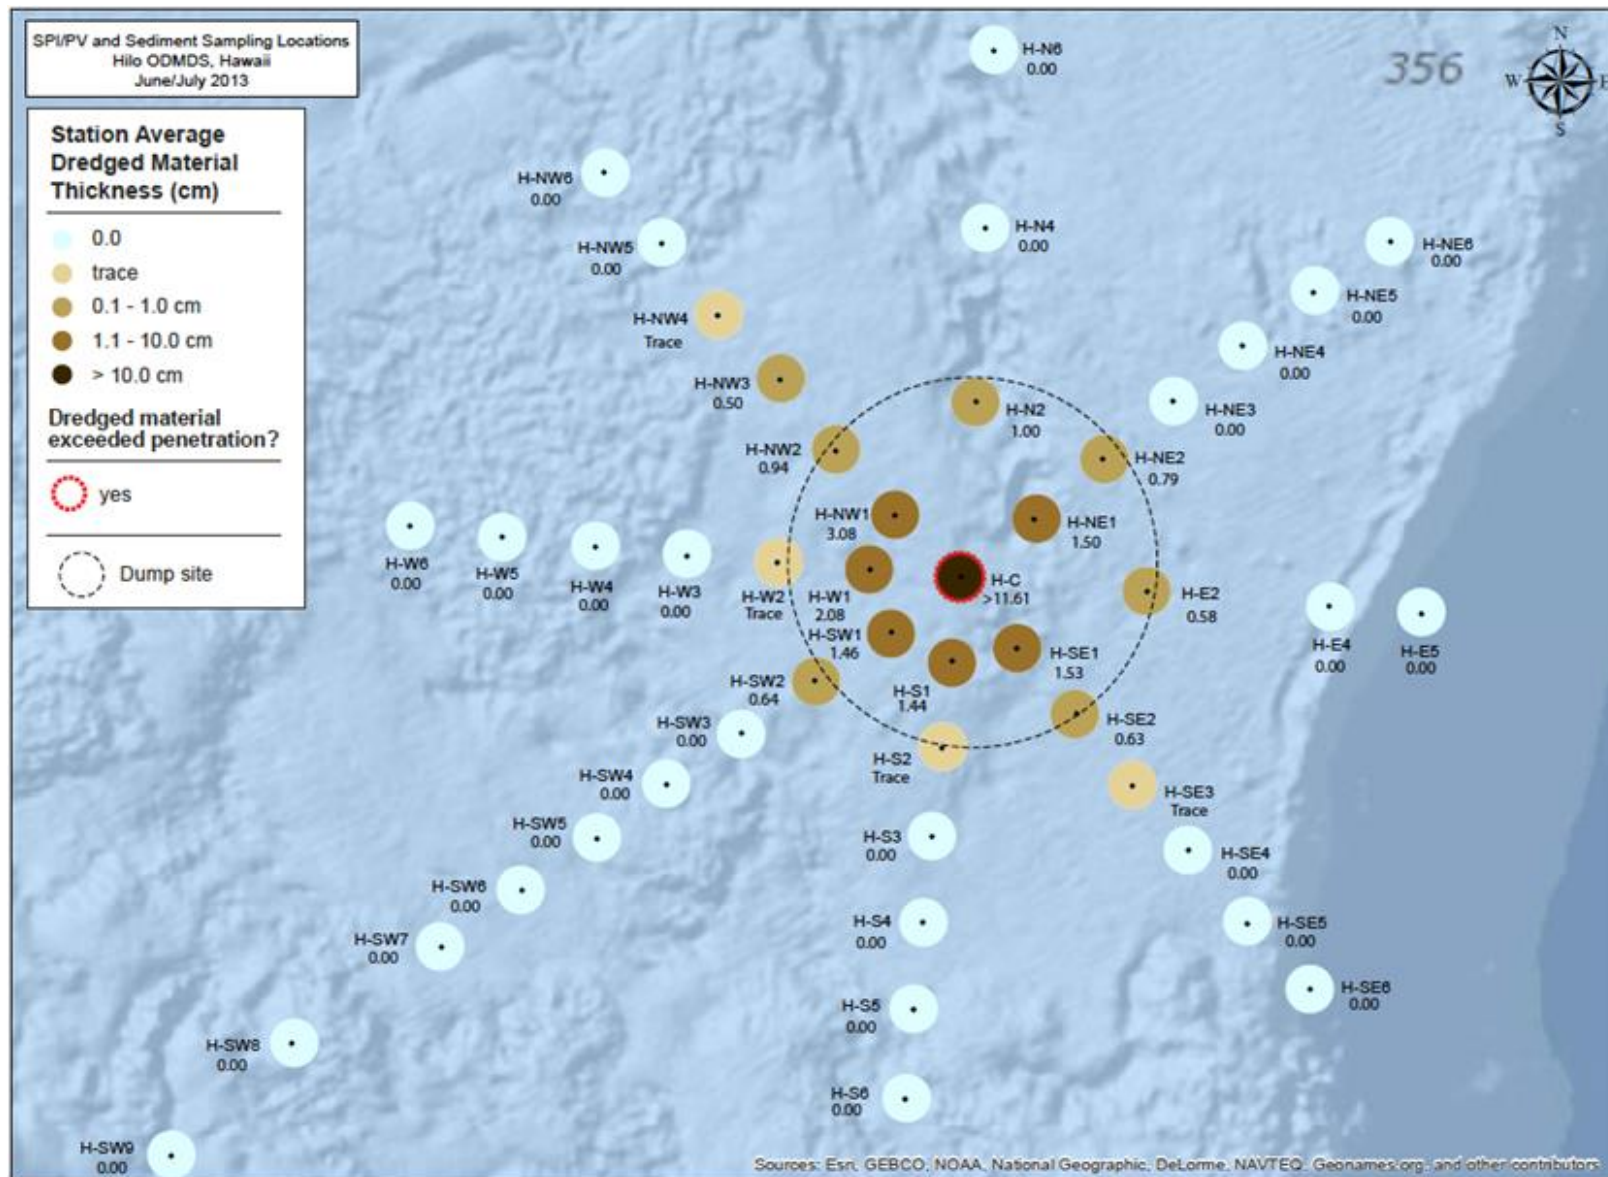 SPI/PV and Sediment Sampling Locations
Hilo ODMDS, Hawaii
June/July 2013
Station Average
Dredged Material
Thickness (cm)
0.0
trace
0.1 - 1.0 cm
1.1 - 10.0 cm
> 10.0 cm
Dredged material
exceeded penetration?
yes
Dump site
356
N
W
E
S
H-N6
0.00
H-NW6
0.00
H-NW5
0.00
H-N4
0.00
H-NE6
0.00
H-NE5
0.00
H-NW4
Trace
H-NE4
0.00
H-NW3
0.50
H-NE3
0.00
H-N2
1.00
H-NW2
0.94
H-NE2
0.79
H-NW1
3.08
H-NE1
1.50
H-W6
0.00
H-W5
0.00
H-W4
0.00
H-W3
0.00
H-W2
Trace
H-W1
2.08
H-C
>11.61
H-E2
0.58
H-E4
0.00
H-E5
0.00
H-SW1
1.46
H-SE1
1.53
H-S1
1.44
H-SW2
0.64
H-SE2
0.63
H-SW3
0.00
H-S2
Trace
H-SW4
0.00
H-SE3
Trace
H-SW5
0.00
H-S3
0.00
H-SE4
0.00
H-SW6
0.00
H-S4
0.00
H-SE5
0.00
H-SW7
0.00
H-SE6
0.00
H-S5
0.00
H-SW8
0.00
H-S6
0.00
H-SW9
0.00
Sources: Esri, GEBCO, NOAA, National Geographic, DeLorme, NAVTEQ, Geonames.org, and other contributors